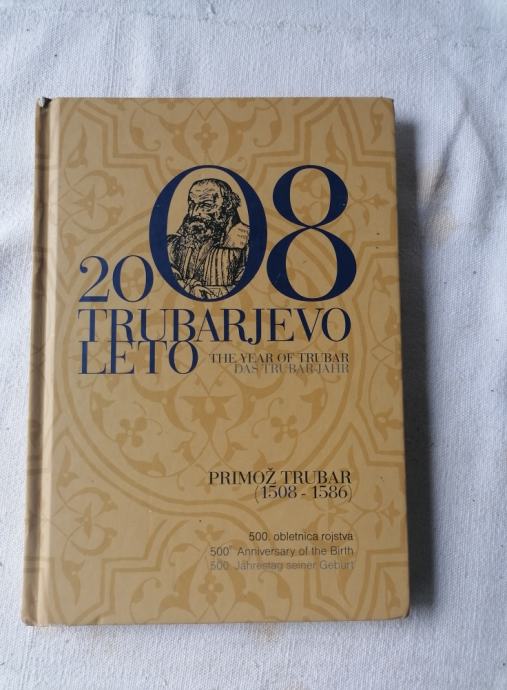 2008
TRUBARJEVO
LETO
THE YEAR OF TRUBAR
DAS TRUBAR-JAHR
PRIMOŽ TRUBAR
(1508 - 1586)
500. obletnica rojstva
500th Anniversary of the Birth
500. Jahrestag seiner Geburt